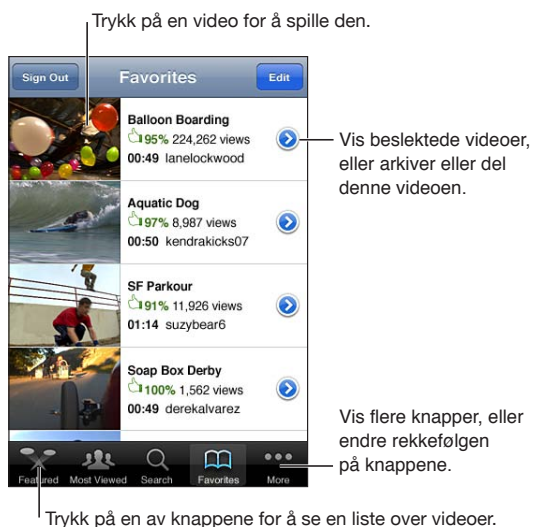 Trykk på en video for å spille den.
Sign Out
Favorites
Edit
Balloon Boarding
95% 224,262 views
00:49 lanelockwood
Vis beslektede videoer,
eller arkiver eller del
denne videoen.
Aquatic Dog
97% 8,987 views
00:50 kendrakicks07
SF Parkour
91% 11,926 views
01:14 suzybear6
Soap Box Derby
100% 1,562 views
00:49 derekalvarez
Vis flere knapper, eller
endre rekkefølgen
på knappene.
Featured
Most Viewed
Search
Favorites
More
Trykk på en av knappene for å se en liste over videoer.